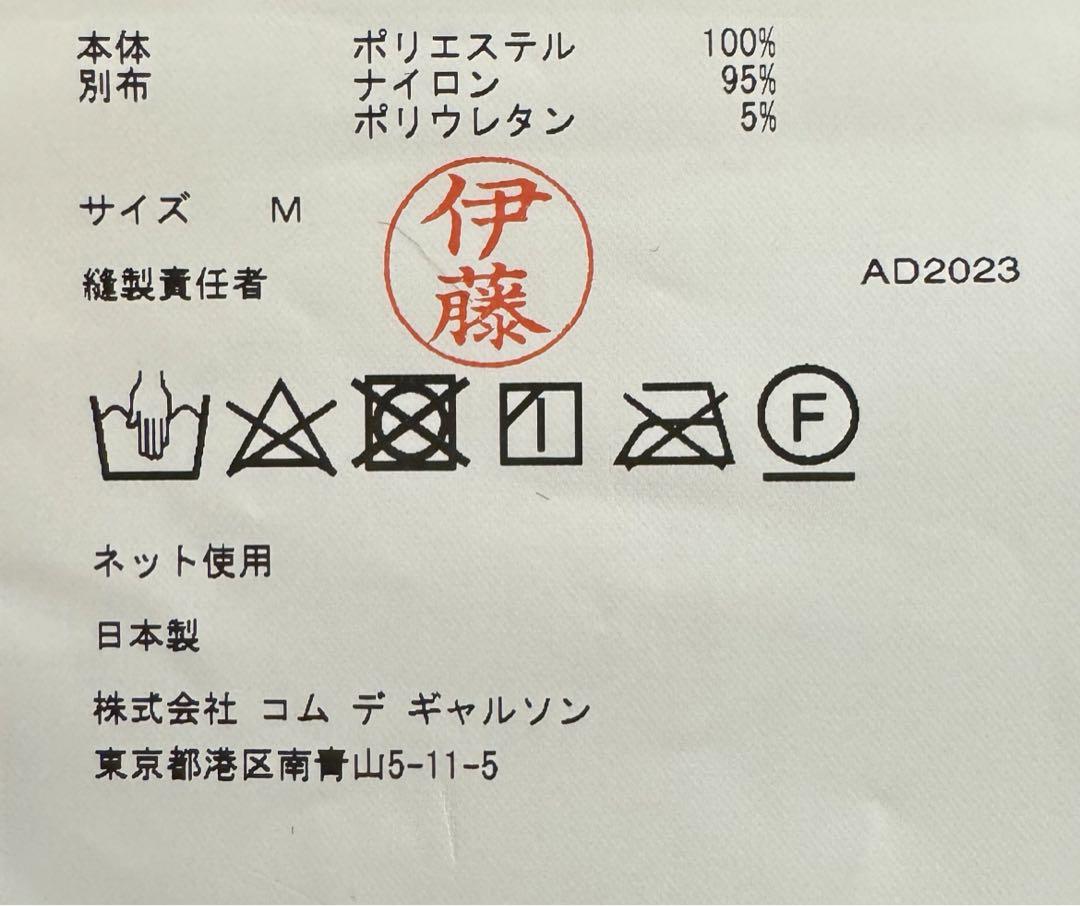 本体 ポリエステル 100%
別布 ナイロン 95%
ポリウレタン 5%
サイズ M
縫製責任者 伊藤
AD2023
F
ネット使用
日本製
株式会社 コム デ ギャルソン
東京都港区南青山5-11-5